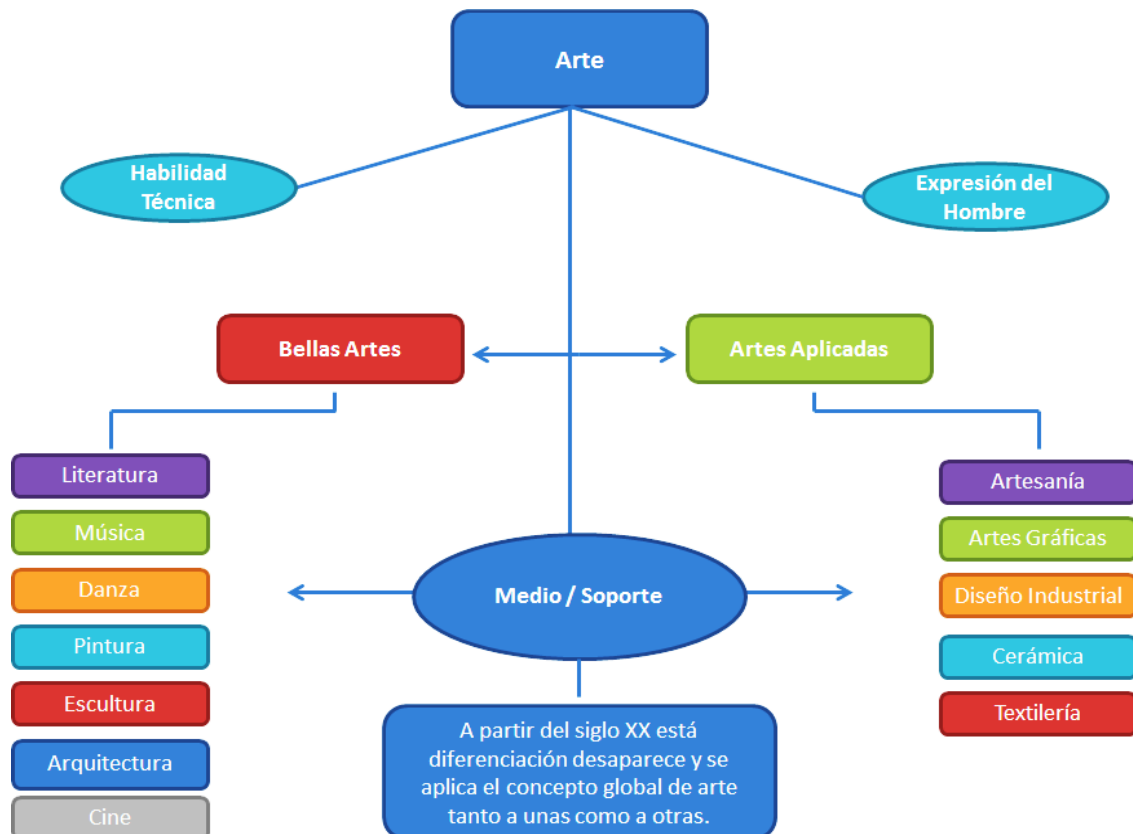 Arte
Habilidad
Técnica
Expresión del
Hombre
Bellas Artes
Artes Aplicadas
Literatura
Música
Danza
Pintura
Escultura
Arquitectura
Cine
Artesanía
Artes Gráficas
Diseño Industrial
Cerámica
Textilería
Medio / Soporte
A partir del siglo XX está
diferenciación desaparece y se
aplica el concepto global de arte
tanto a unas como a otras.